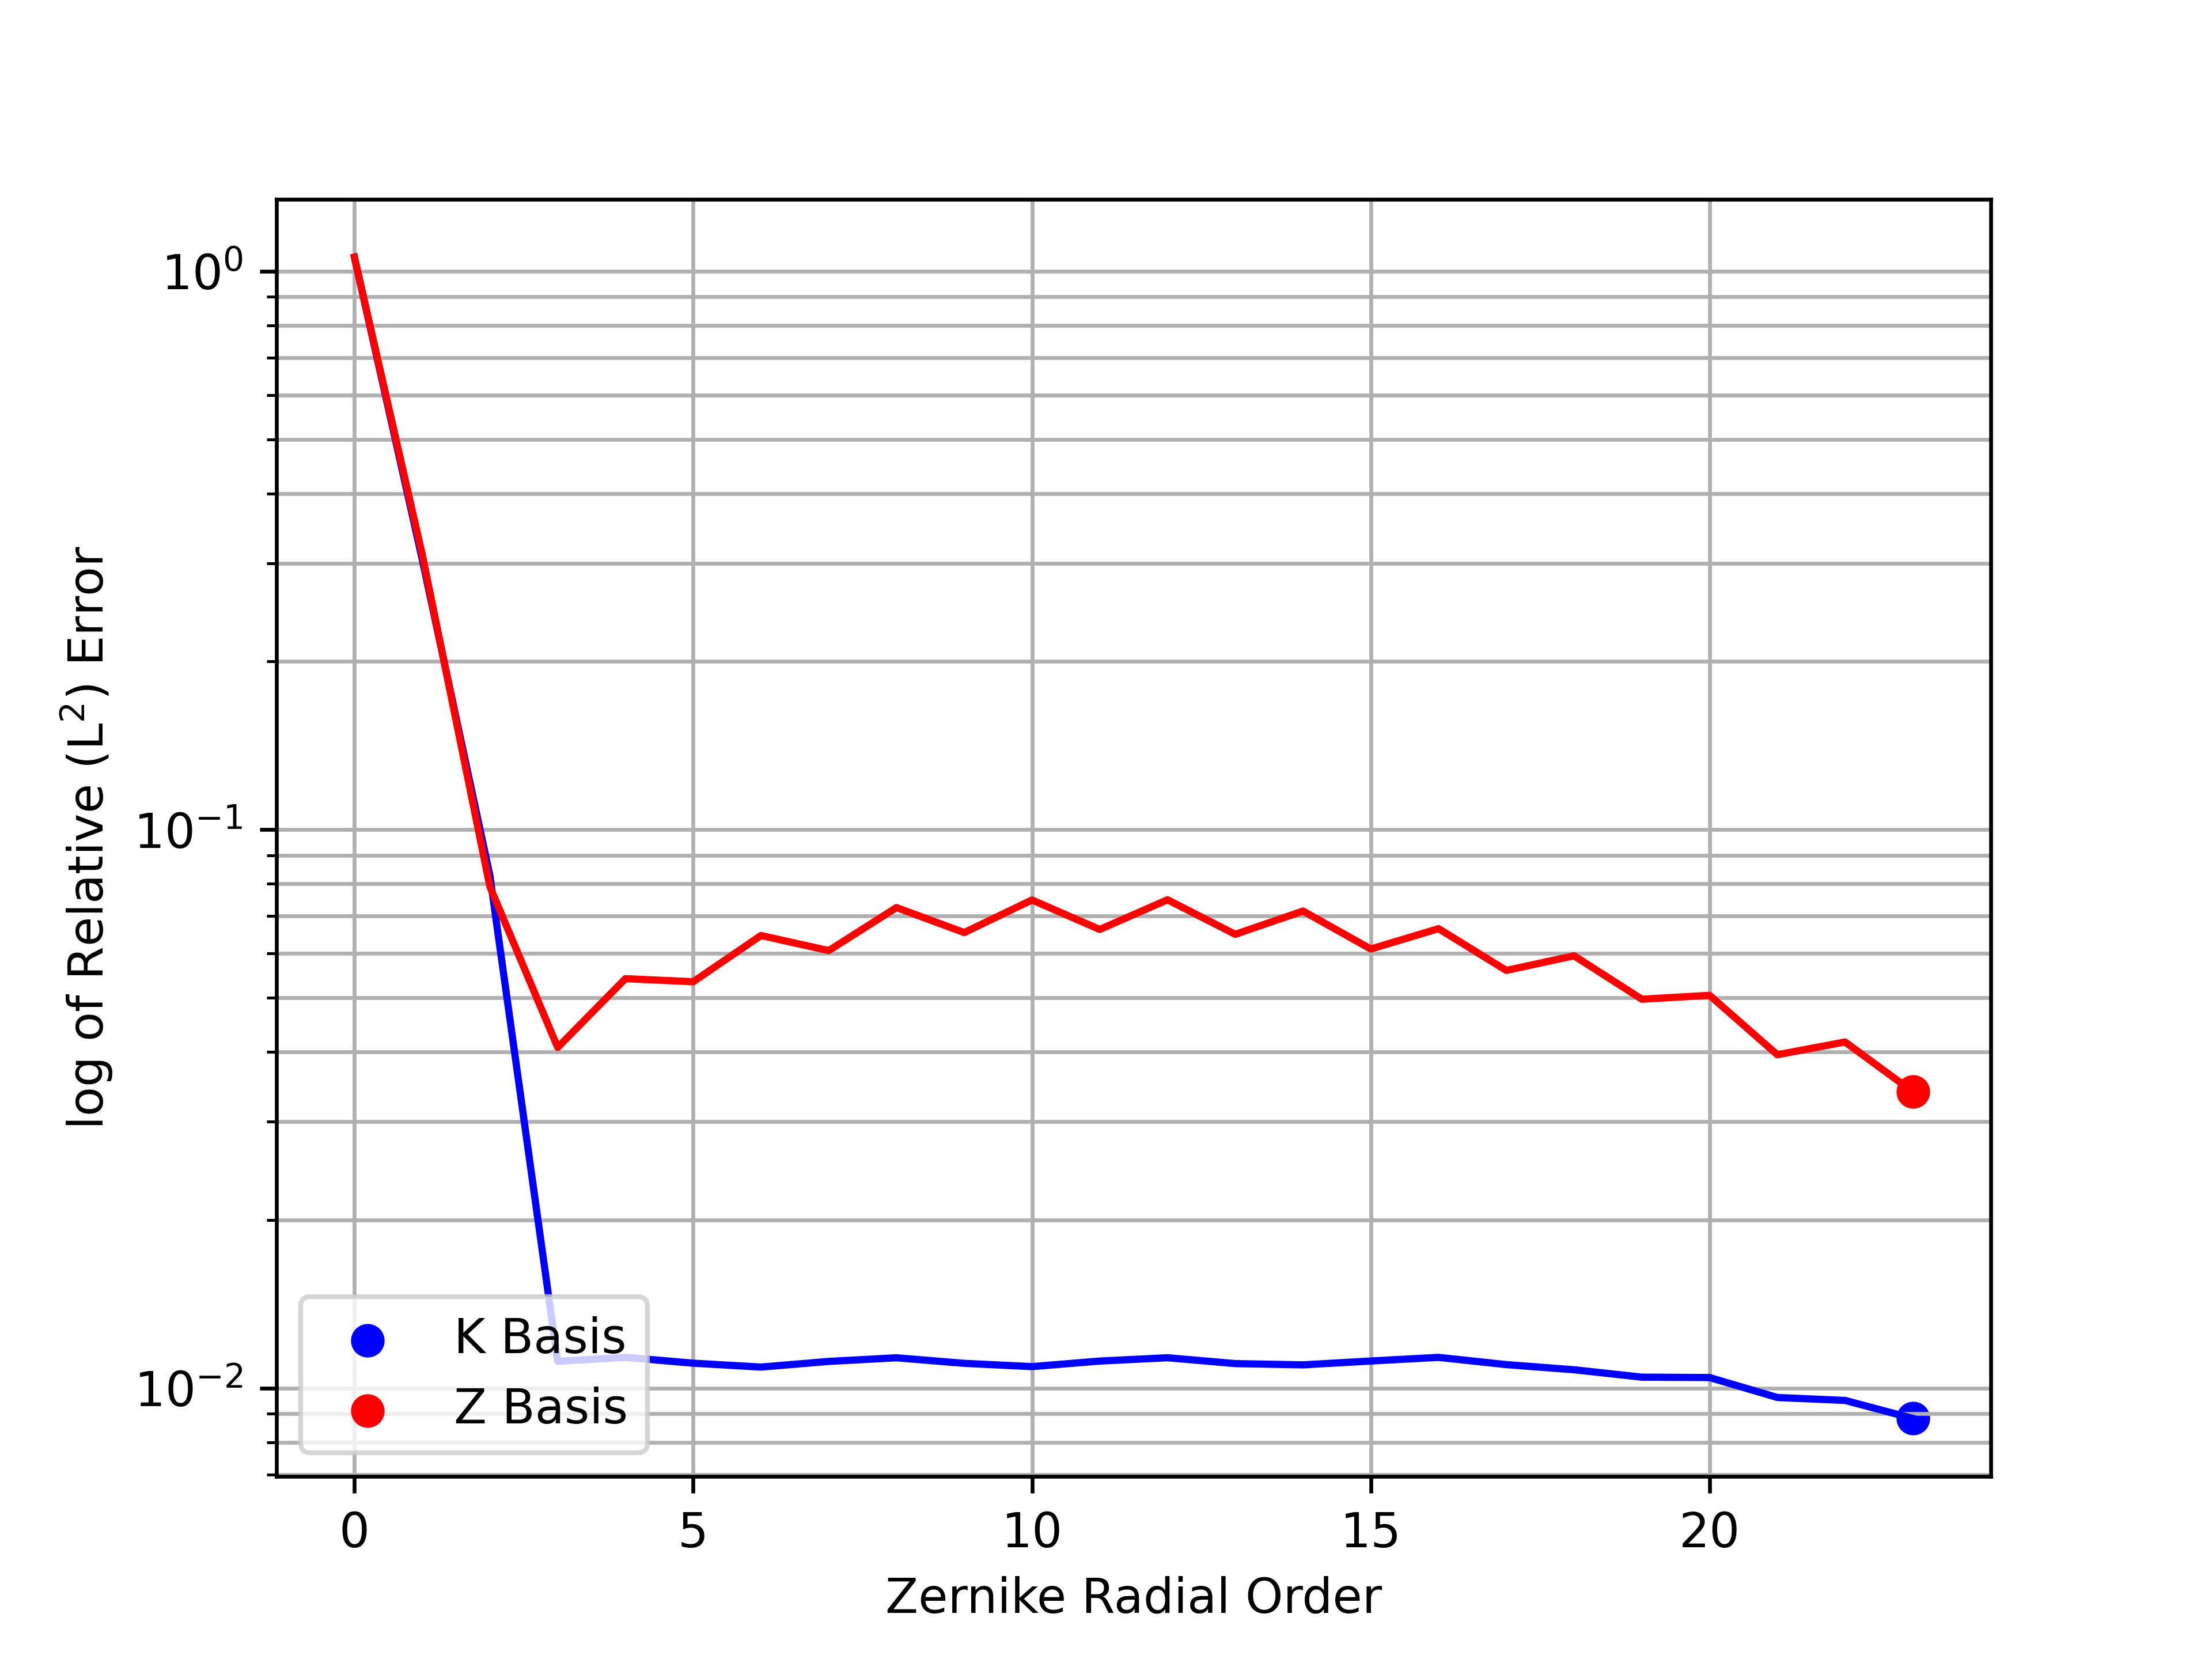 log of Relative (L²) Error
10⁰
10⁻¹
10⁻²
K Basis
Z Basis
0 5 10 15 20
Zernike Radial Order